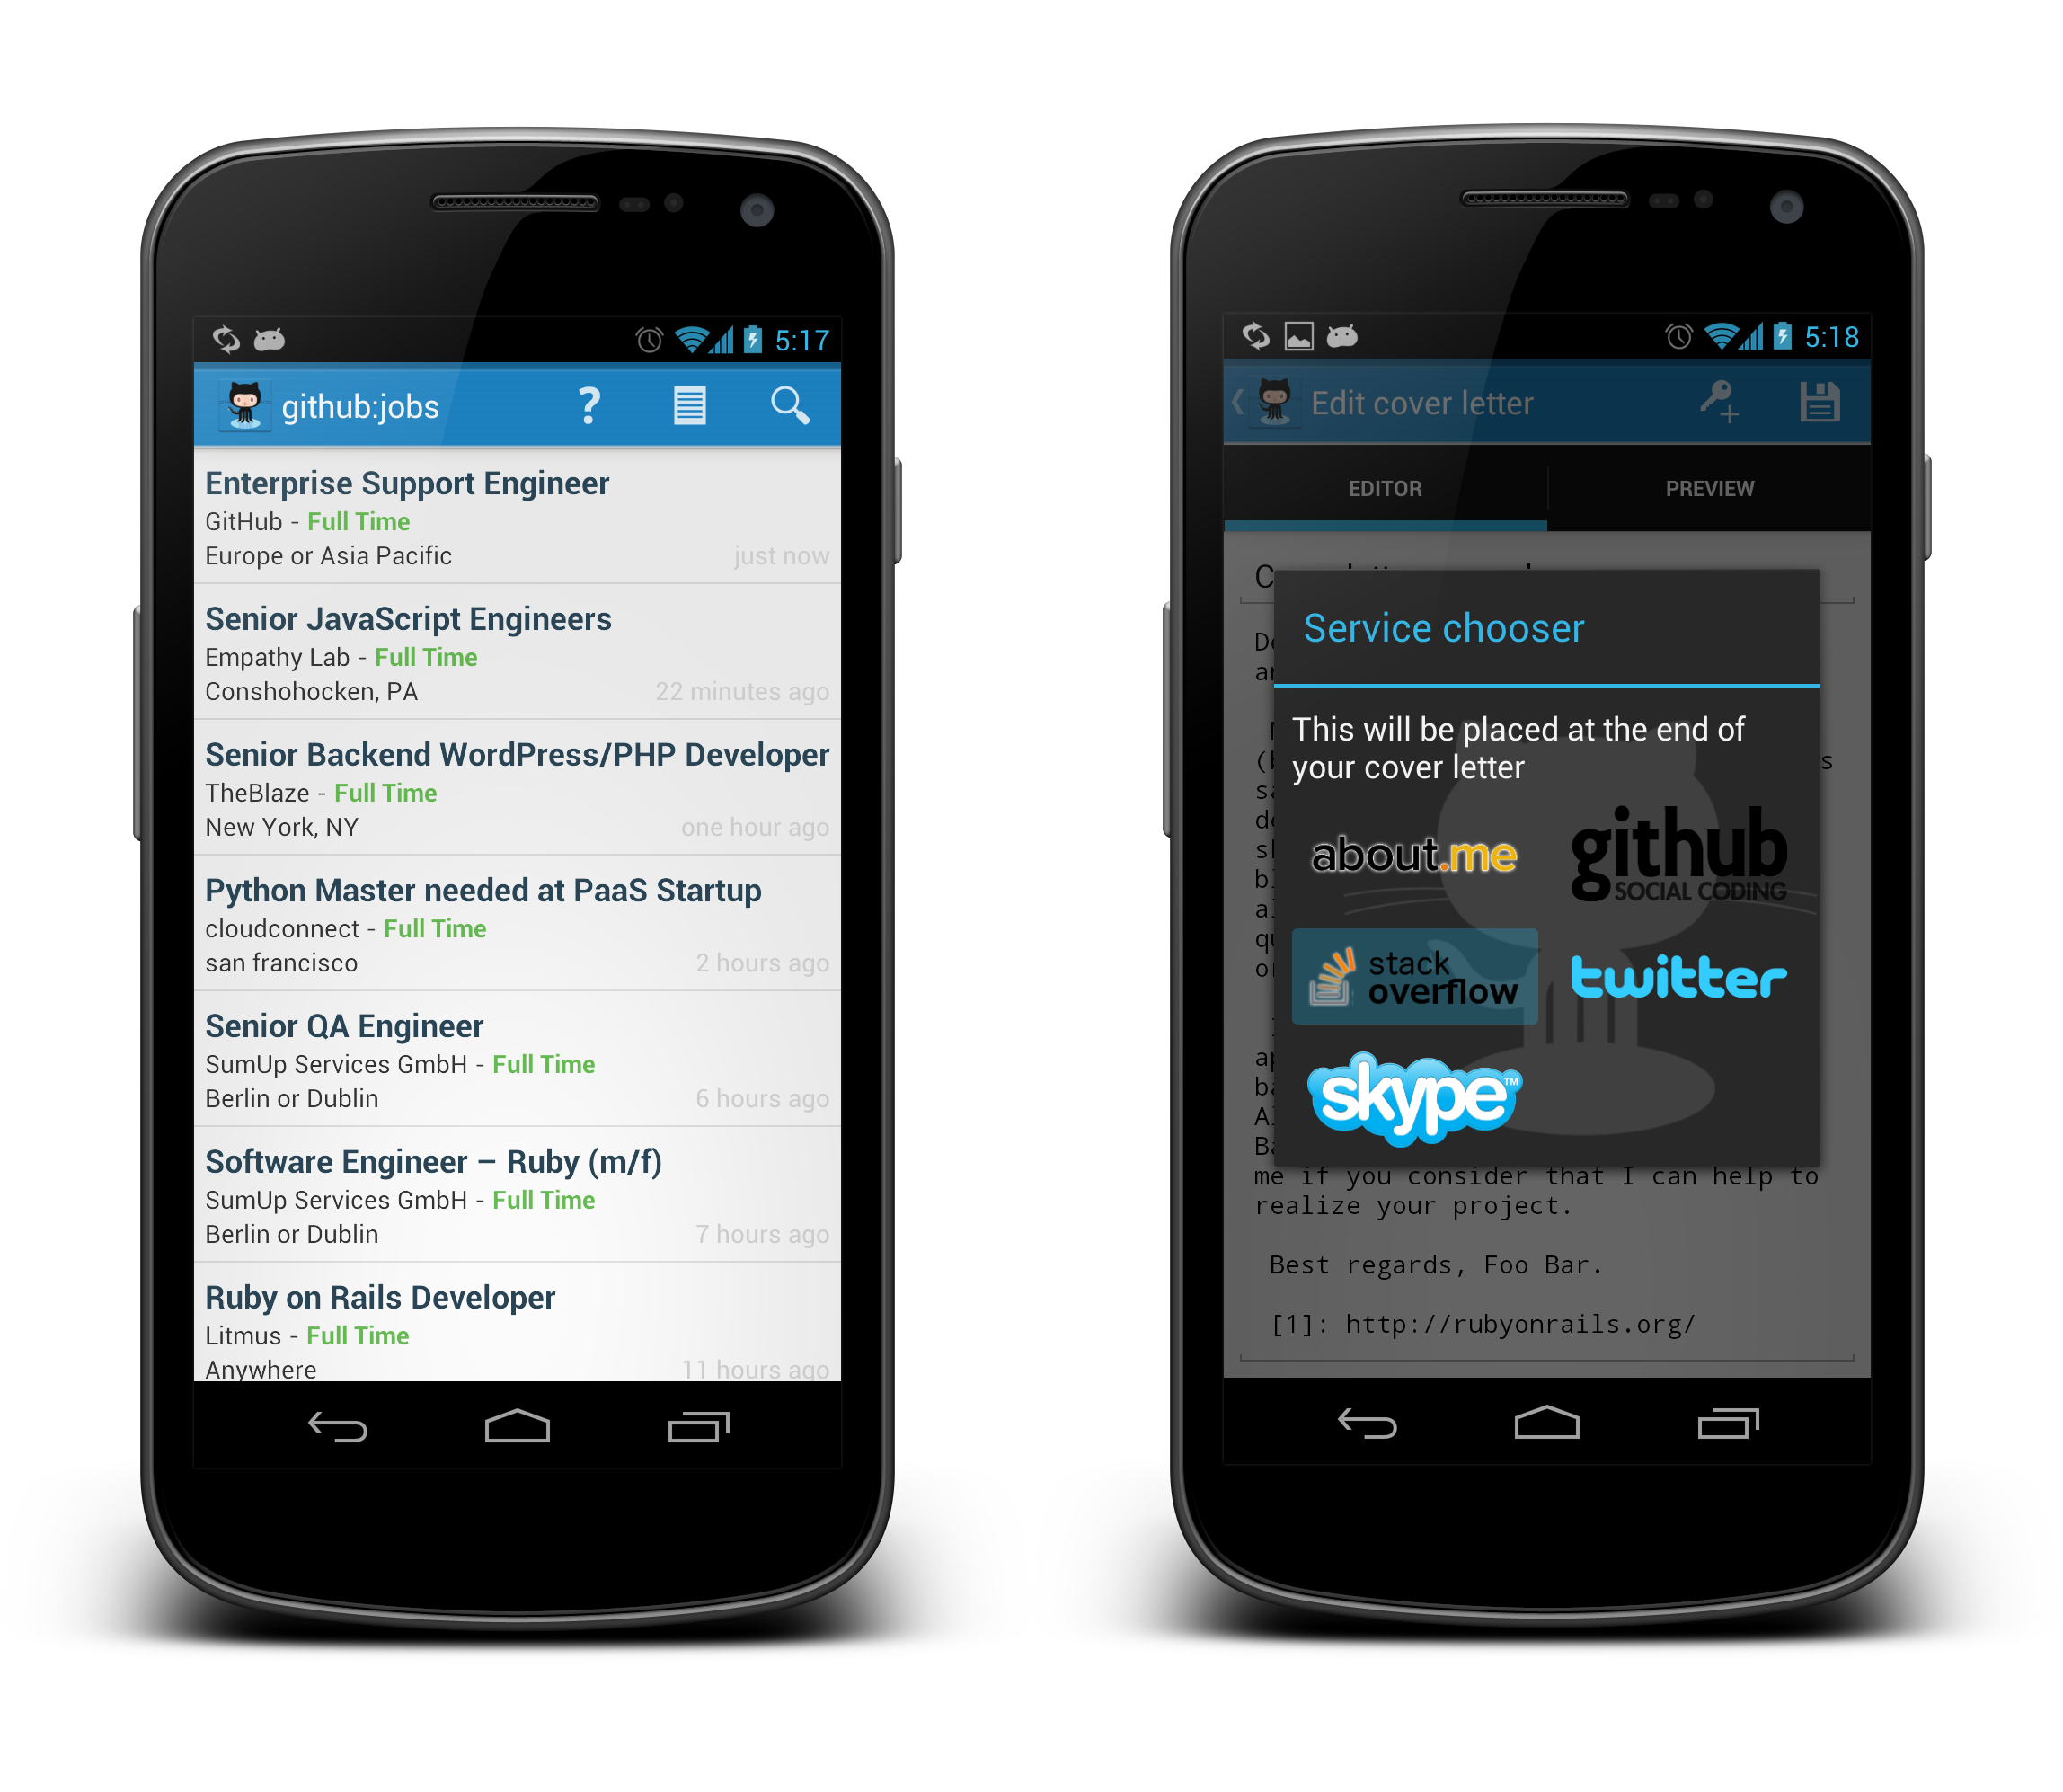 5:17
github:jobs
?
Enterprise Support Engineer
GitHub - Full Time
Europe or Asia Pacific just now
Senior JavaScript Engineers
Empathy Lab - Full Time
Conshohocken, PA 22 minutes ago
Senior Backend WordPress/PHP Developer
TheBlaze - Full Time
New York, NY one hour ago
Python Master needed at PaaS Startup
cloudconnect - Full Time
san francisco 2 hours ago
Senior QA Engineer
SumUp Services GmbH - Full Time
Berlin or Dublin 6 hours ago
Software Engineer – Ruby (m/f)
SumUp Services GmbH - Full Time
Berlin or Dublin 7 hours ago
Ruby on Rails Developer
Litmus - Full Time
Anywhere 11 hours ago
5:18
Edit cover letter
EDITOR PREVIEW
Service chooser
This will be placed at the end of
your cover letter
about.me
github
SOCIAL CODING
stack
overflow
twitter
skype™
me if you consider that I can help to
realize your project.
Best regards, Foo Bar.
[1]: http://rubyonrails.org/